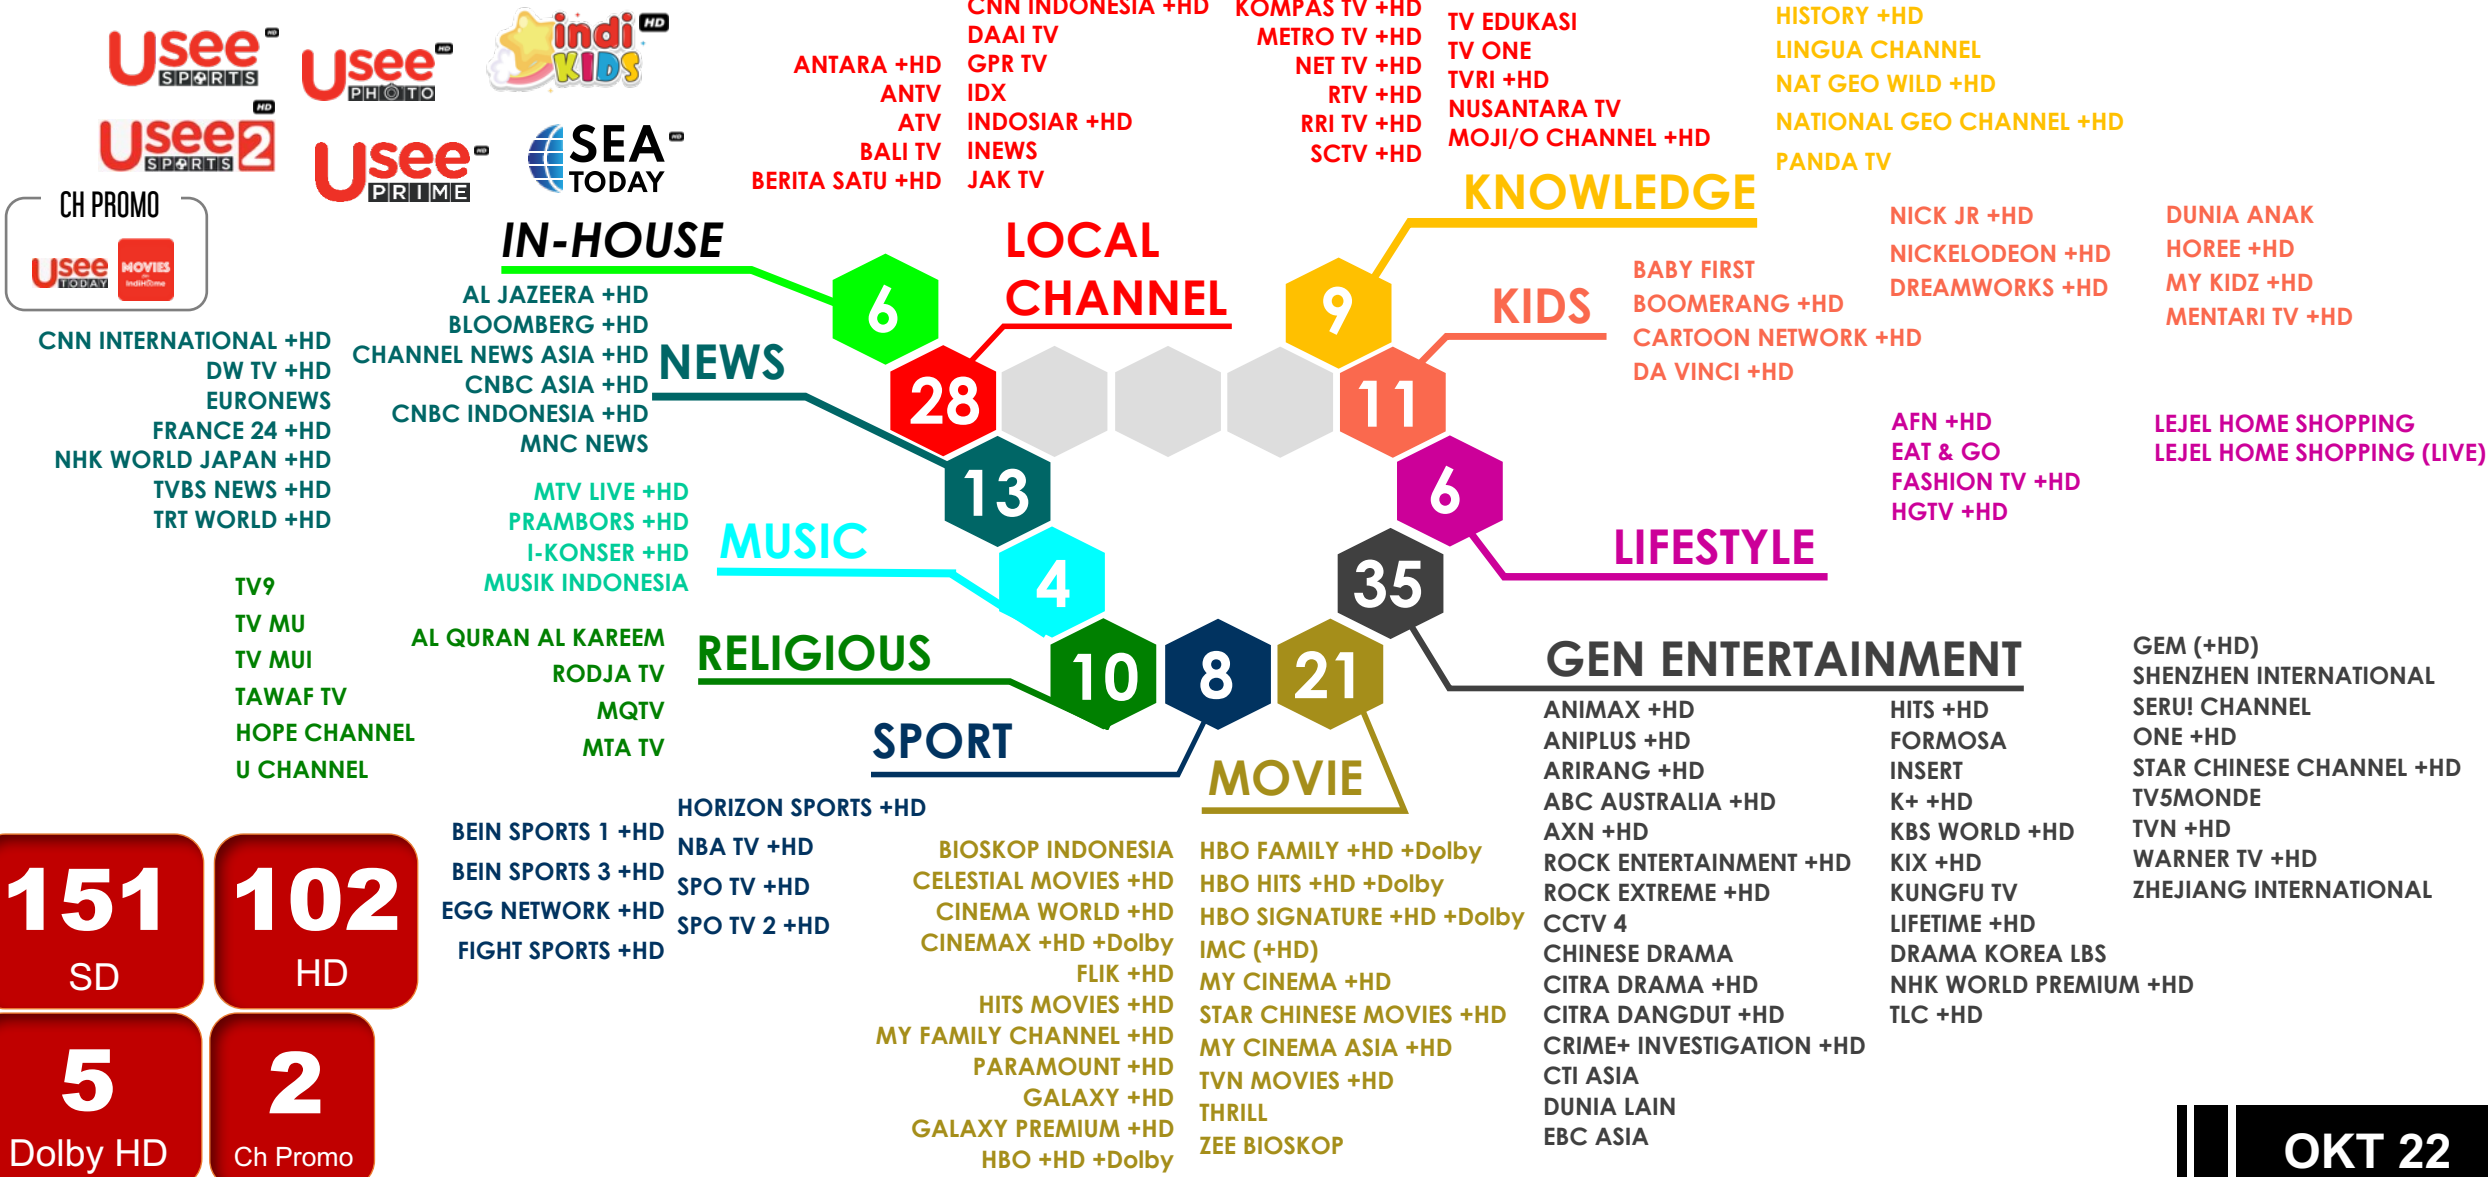 Usee HD
SPORTS
Usee HD
PHOTO
indi HD
KIDS
Usee2 HD
SPORTS
Usee HD
PRIME
SEA HD
TODAY
CH PROMO
Usee
TODAY
MOVIES
IndiHome
IN-HOUSE
6
ANTARA +HD
ANTV
ATV
BALI TV
BERITA SATU +HD
CNN INDONESIA +HD
DAAI TV
GPR TV
IDX
INDOSIAR +HD
INEWS
JAK TV
KOMPAS TV +HD
METRO TV +HD
NET TV +HD
RTV +HD
RRI TV +HD
SCTV +HD
TV EDUKASI
TV ONE
TVRI +HD
NUSANTARA TV
MOJI/O CHANNEL +HD
LOCAL
CHANNEL
28
HISTORY +HD
LINGUA CHANNEL
NAT GEO WILD +HD
NATIONAL GEO CHANNEL +HD
PANDA TV
KNOWLEDGE
9
KIDS
11
BABY FIRST
BOOMERANG +HD
CARTOON NETWORK +HD
DA VINCI +HD
NICK JR +HD
NICKELODEON +HD
DREAMWORKS +HD
DUNIA ANAK
HOREE +HD
MY KIDZ +HD
MENTARI TV +HD
CNN INTERNATIONAL +HD
DW TV +HD
EURONEWS
FRANCE 24 +HD
NHK WORLD JAPAN +HD
TVBS NEWS +HD
TRT WORLD +HD
AL JAZEERA +HD
BLOOMBERG +HD
CHANNEL NEWS ASIA +HD
CNBC ASIA +HD
CNBC INDONESIA +HD
MNC NEWS
NEWS
13
AFN +HD
EAT & GO
FASHION TV +HD
HGTV +HD
LEJEL HOME SHOPPING
LEJEL HOME SHOPPING (LIVE)
LIFESTYLE
6
MTV LIVE +HD
PRAMBORS +HD
I-KONSER +HD
MUSIK INDONESIA
MUSIC
4
TV9
TV MU
TV MUI
TAWAF TV
HOPE CHANNEL
U CHANNEL
AL QURAN AL KAREEM
RODJA TV
MQTV
MTA TV
RELIGIOUS
10
SPORT
8
BEIN SPORTS 1 +HD
BEIN SPORTS 3 +HD
EGG NETWORK +HD
FIGHT SPORTS +HD
HORIZON SPORTS +HD
NBA TV +HD
SPO TV +HD
SPO TV 2 +HD
21
MOVIE
BIOSKOP INDONESIA
CELESTIAL MOVIES +HD
CINEMA WORLD +HD
CINEMAX +HD +Dolby
FLIK +HD
HITS MOVIES +HD
MY FAMILY CHANNEL +HD
PARAMOUNT +HD
GALAXY +HD
GALAXY PREMIUM +HD
HBO +HD +Dolby
HBO FAMILY +HD +Dolby
HBO HITS +HD +Dolby
HBO SIGNATURE +HD +Dolby
IMC (+HD)
MY CINEMA +HD
STAR CHINESE MOVIES +HD
MY CINEMA ASIA +HD
TVN MOVIES +HD
THRILL
ZEE BIOSKOP
35
GEN ENTERTAINMENT
ANIMAX +HD
ANIPLUS +HD
ARIRANG +HD
ABC AUSTRALIA +HD
AXN +HD
ROCK ENTERTAINMENT +HD
ROCK EXTREME +HD
CCTV 4
CHINESE DRAMA
CITRA DRAMA +HD
CITRA DANGDUT +HD
CRIME+ INVESTIGATION +HD
CTI ASIA
DUNIA LAIN
EBC ASIA
HITS +HD
FORMOSA
INSERT
K+ +HD
KBS WORLD +HD
KIX +HD
KUNGFU TV
LIFETIME +HD
DRAMA KOREA LBS
NHK WORLD PREMIUM +HD
TLC +HD
GEM (+HD)
SHENZHEN INTERNATIONAL
SERU! CHANNEL
ONE +HD
STAR CHINESE CHANNEL +HD
TV5MONDE
TVN +HD
WARNER TV +HD
ZHEJIANG INTERNATIONAL
151
SD
102
HD
5
Dolby HD
2
Ch Promo
OKT 22